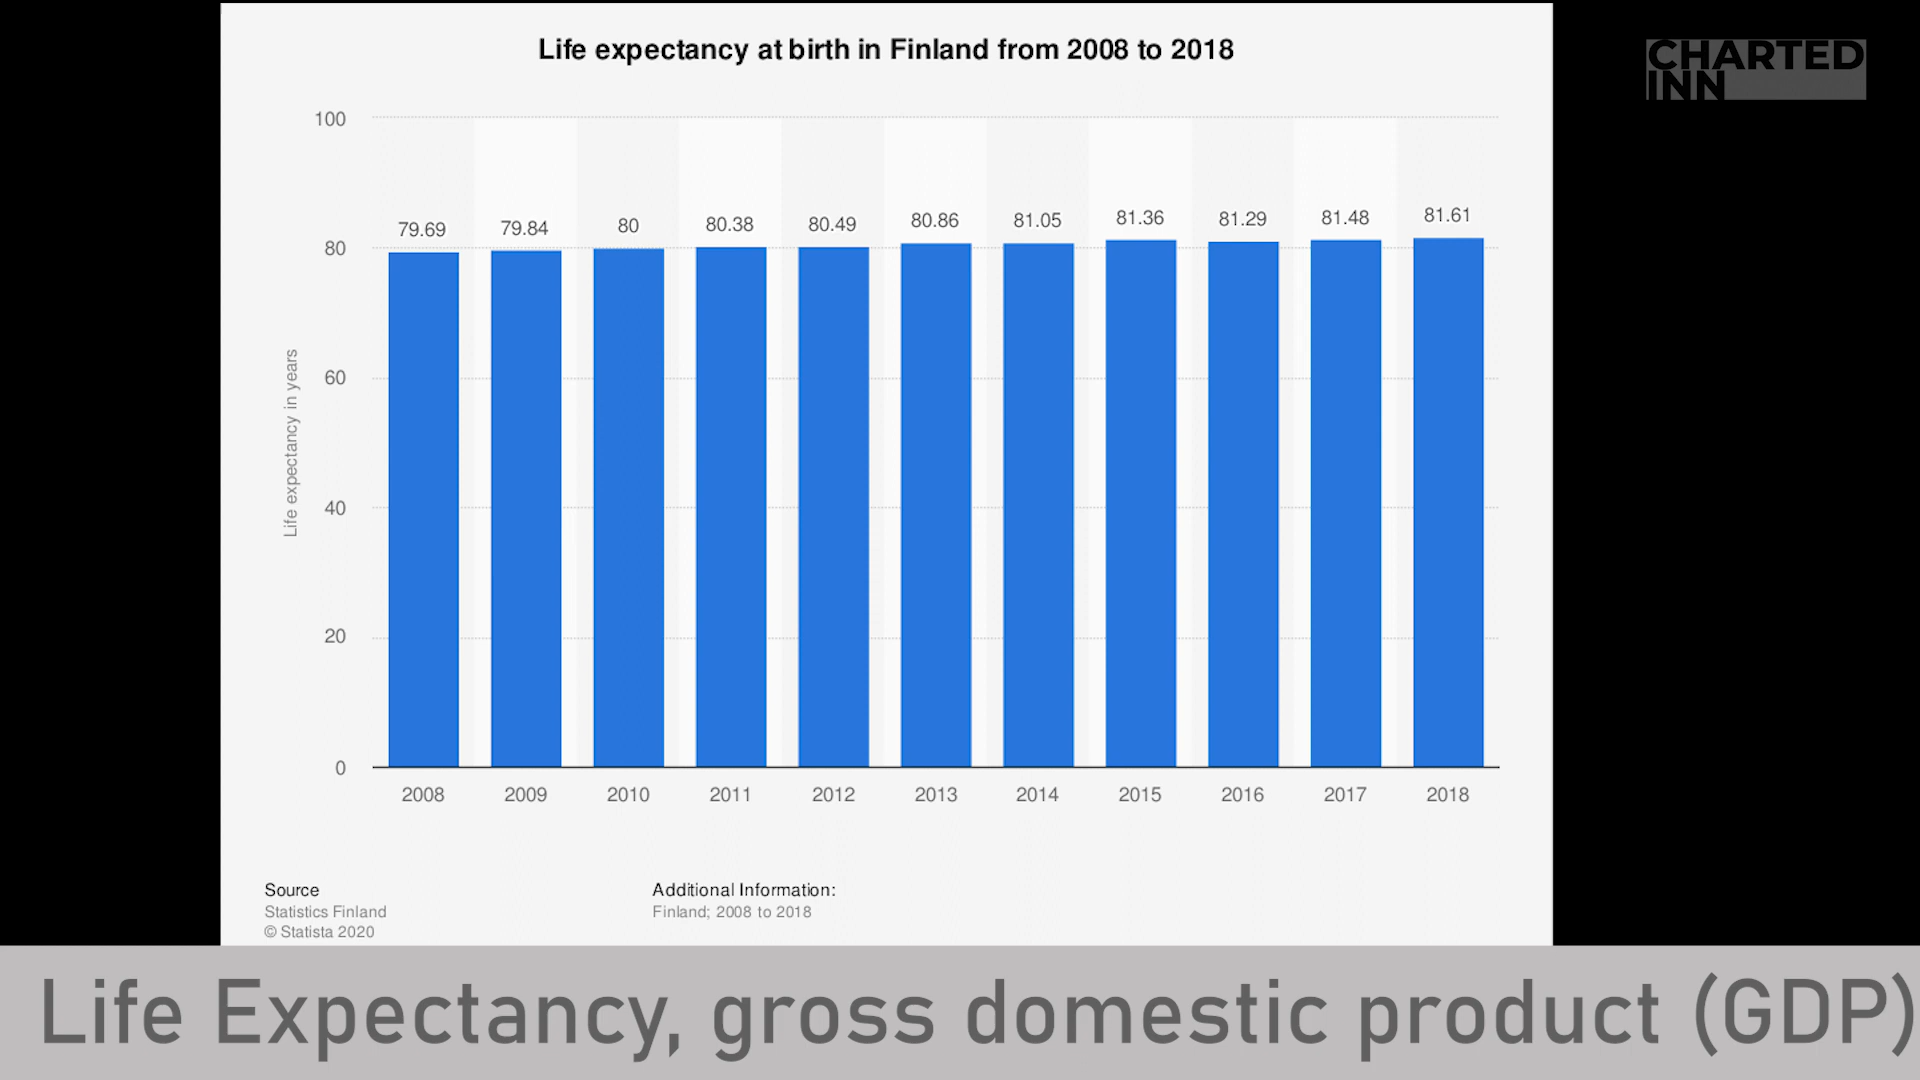 Life expectancy at birth in Finland from 2008 to 2018
CHARTED
INN
100
80
60
40
20
0
Life expectancy in years
79.69 79.84 80 80.38 80.49 80.86 81.05 81.36 81.29 81.48 81.61
2008 2009 2010 2011 2012 2013 2014 2015 2016 2017 2018
Source
Statistics Finland
© Statista 2020
Additional Information:
Finland; 2008 to 2018
Life Expectancy, gross domestic product (GDP)